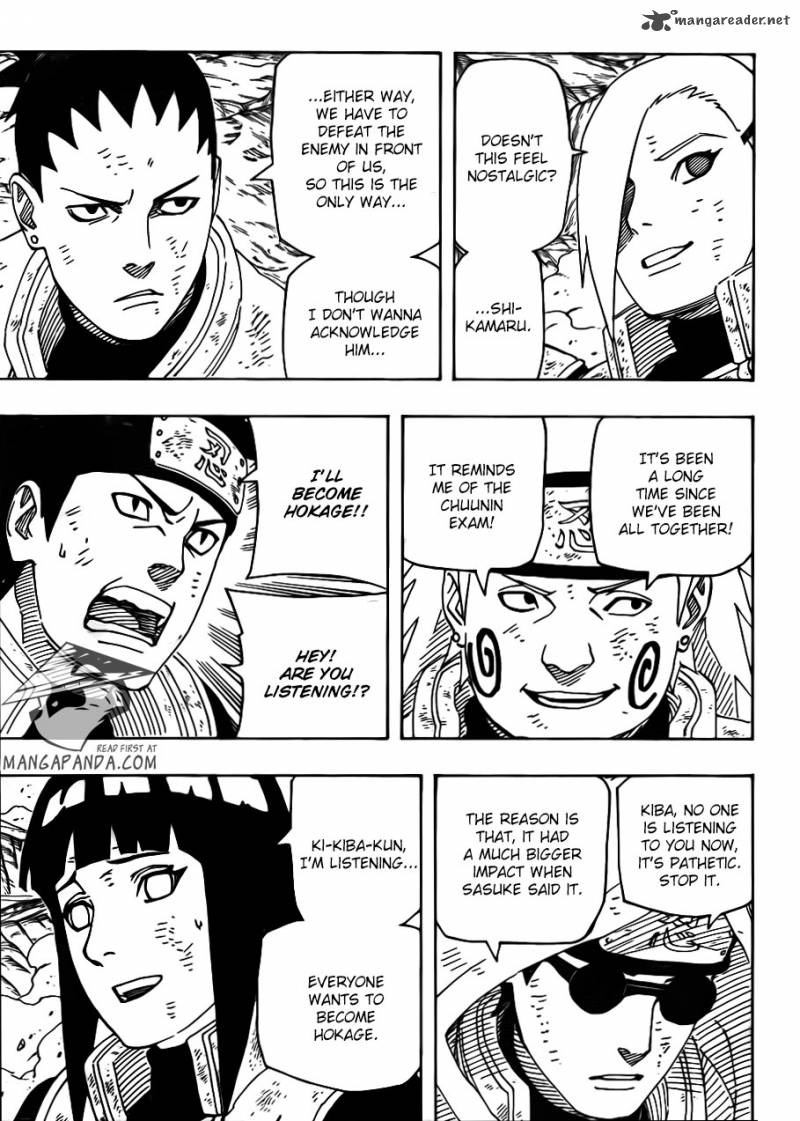 mangareader.net
DOESN'T
THIS FEEL
NOSTALGIC?
...SHI-
KAMARU.
...EITHER WAY,
WE HAVE TO
DEFEAT THE
ENEMY IN FRONT
OF US,
SO THIS IS THE
ONLY WAY...
THOUGH
I DON'T WANNA
ACKNOWLEDGE
HIM...
IT'S BEEN
A LONG
TIME SINCE
WE'VE BEEN
ALL TOGETHER!
IT REMINDS
ME OF THE
CHUUNIN
EXAM!
忍
I'LL
BECOME
HOKAGE!!
HEY!
ARE YOU
LISTENING!?
忍
READ FIRST AT
MANGAPANDA.COM
KIBA, NO ONE
IS LISTENING
TO YOU NOW,
IT'S PATHETIC.
STOP IT.
THE REASON IS
THAT, IT HAD
A MUCH BIGGER
IMPACT WHEN
SASUKE SAID IT.
KI-KIBA-KUN,
I'M LISTENING...
EVERYONE
WANTS TO
BECOME
HOKAGE.